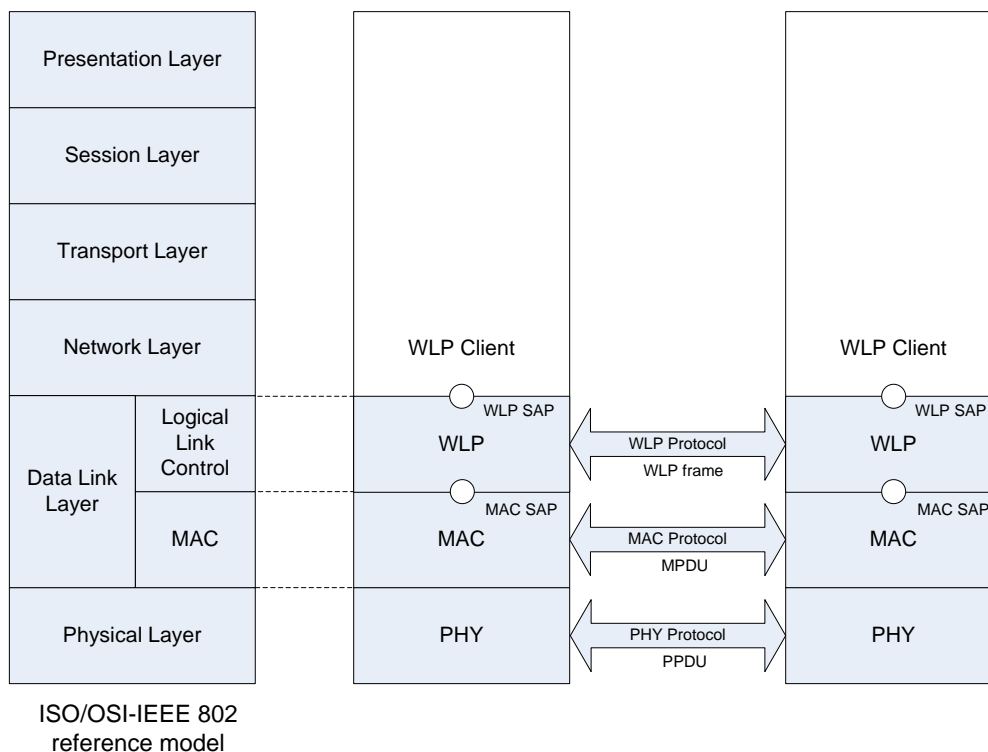 Presentation Layer
Session Layer
Transport Layer
Network Layer
Data Link
Layer
Logical
Link
Control
MAC
Physical Layer
ISO/OSI-IEEE 802
reference model
WLP Client
WLP SAP
WLP
MAC SAP
MAC
PHY
WLP Protocol
WLP frame
MAC Protocol
MPDU
PHY Protocol
PPDU
WLP Client
WLP SAP
WLP
MAC SAP
MAC
PHY